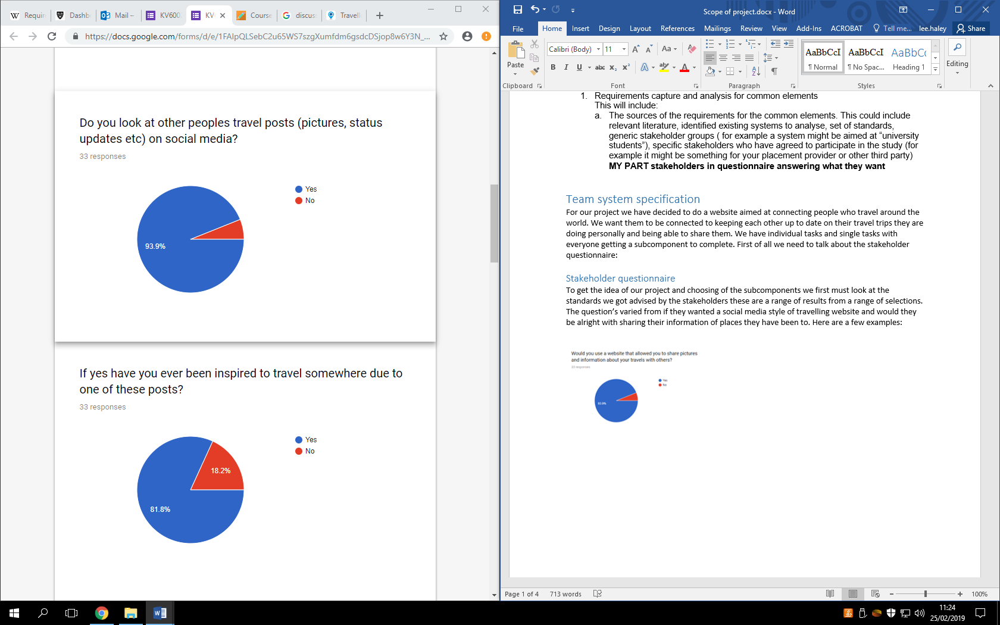 Requir
Dashb
Mail –
KV600
KV
Course
discus
Travell
https://docs.google.com/forms/d/e/1FAIpQLSebC2u65WS7szgXumfdm6gsdcDSjop8w6Y3N_...
Do you look at other peoples travel posts (pictures, status
updates etc) on social media?
33 responses
Yes
No
93.9%
If yes have you ever been inspired to travel somewhere due to
one of these posts?
33 responses
Yes
No
18.2%
81.8%
Scope of project.docx - Word
File Home Insert Design Layout References Mailings Review View Add-Ins ACROBAT Tell me... lee.haley Share
Paste
Calibri (Body) 11
AaBbCcI AaBbCcI AaBbC
¶ Normal ¶ No Spac... Heading 1
Editing
Clipboard Font Paragraph Styles
1. Requirements capture and analysis for common elements
This will include:
a. The sources of the requirements for the common elements. This could include
relevant literature, identified existing systems to analyse, set of standards,
generic stakeholder groups ( for example a system might be aimed at “university
students”), specific stakeholders who have agreed to participate in the study (for
example it might be something for your placement provider or other third party)
MY PART stakeholders in questionnaire answering what they want
Team system specification
For our project we have decided to do a website aimed at connecting people who travel around the
world. We want them to be connected to keeping each other up to date on their travel trips they are
doing personally and being able to share them. We have individual tasks and single tasks with
everyone getting a subcomponent to complete. First of all we need to talk about the stakeholder
questionnaire:
Stakeholder questionnaire
To get the idea of our project and choosing of the subcomponents we first must look at the
standards we got advised by the stakeholders these are a range of results from a range of selections.
The question’s varied from if they wanted a social media style of travelling website and would they
be alright with sharing their information of places they have been to. Here are a few examples:
Would you use a website that allowed you to share pictures
and information about your travels with others?
33 responses
Yes
No
93.9%
Page 1 of 4 713 words
100%
11:24
25/02/2019